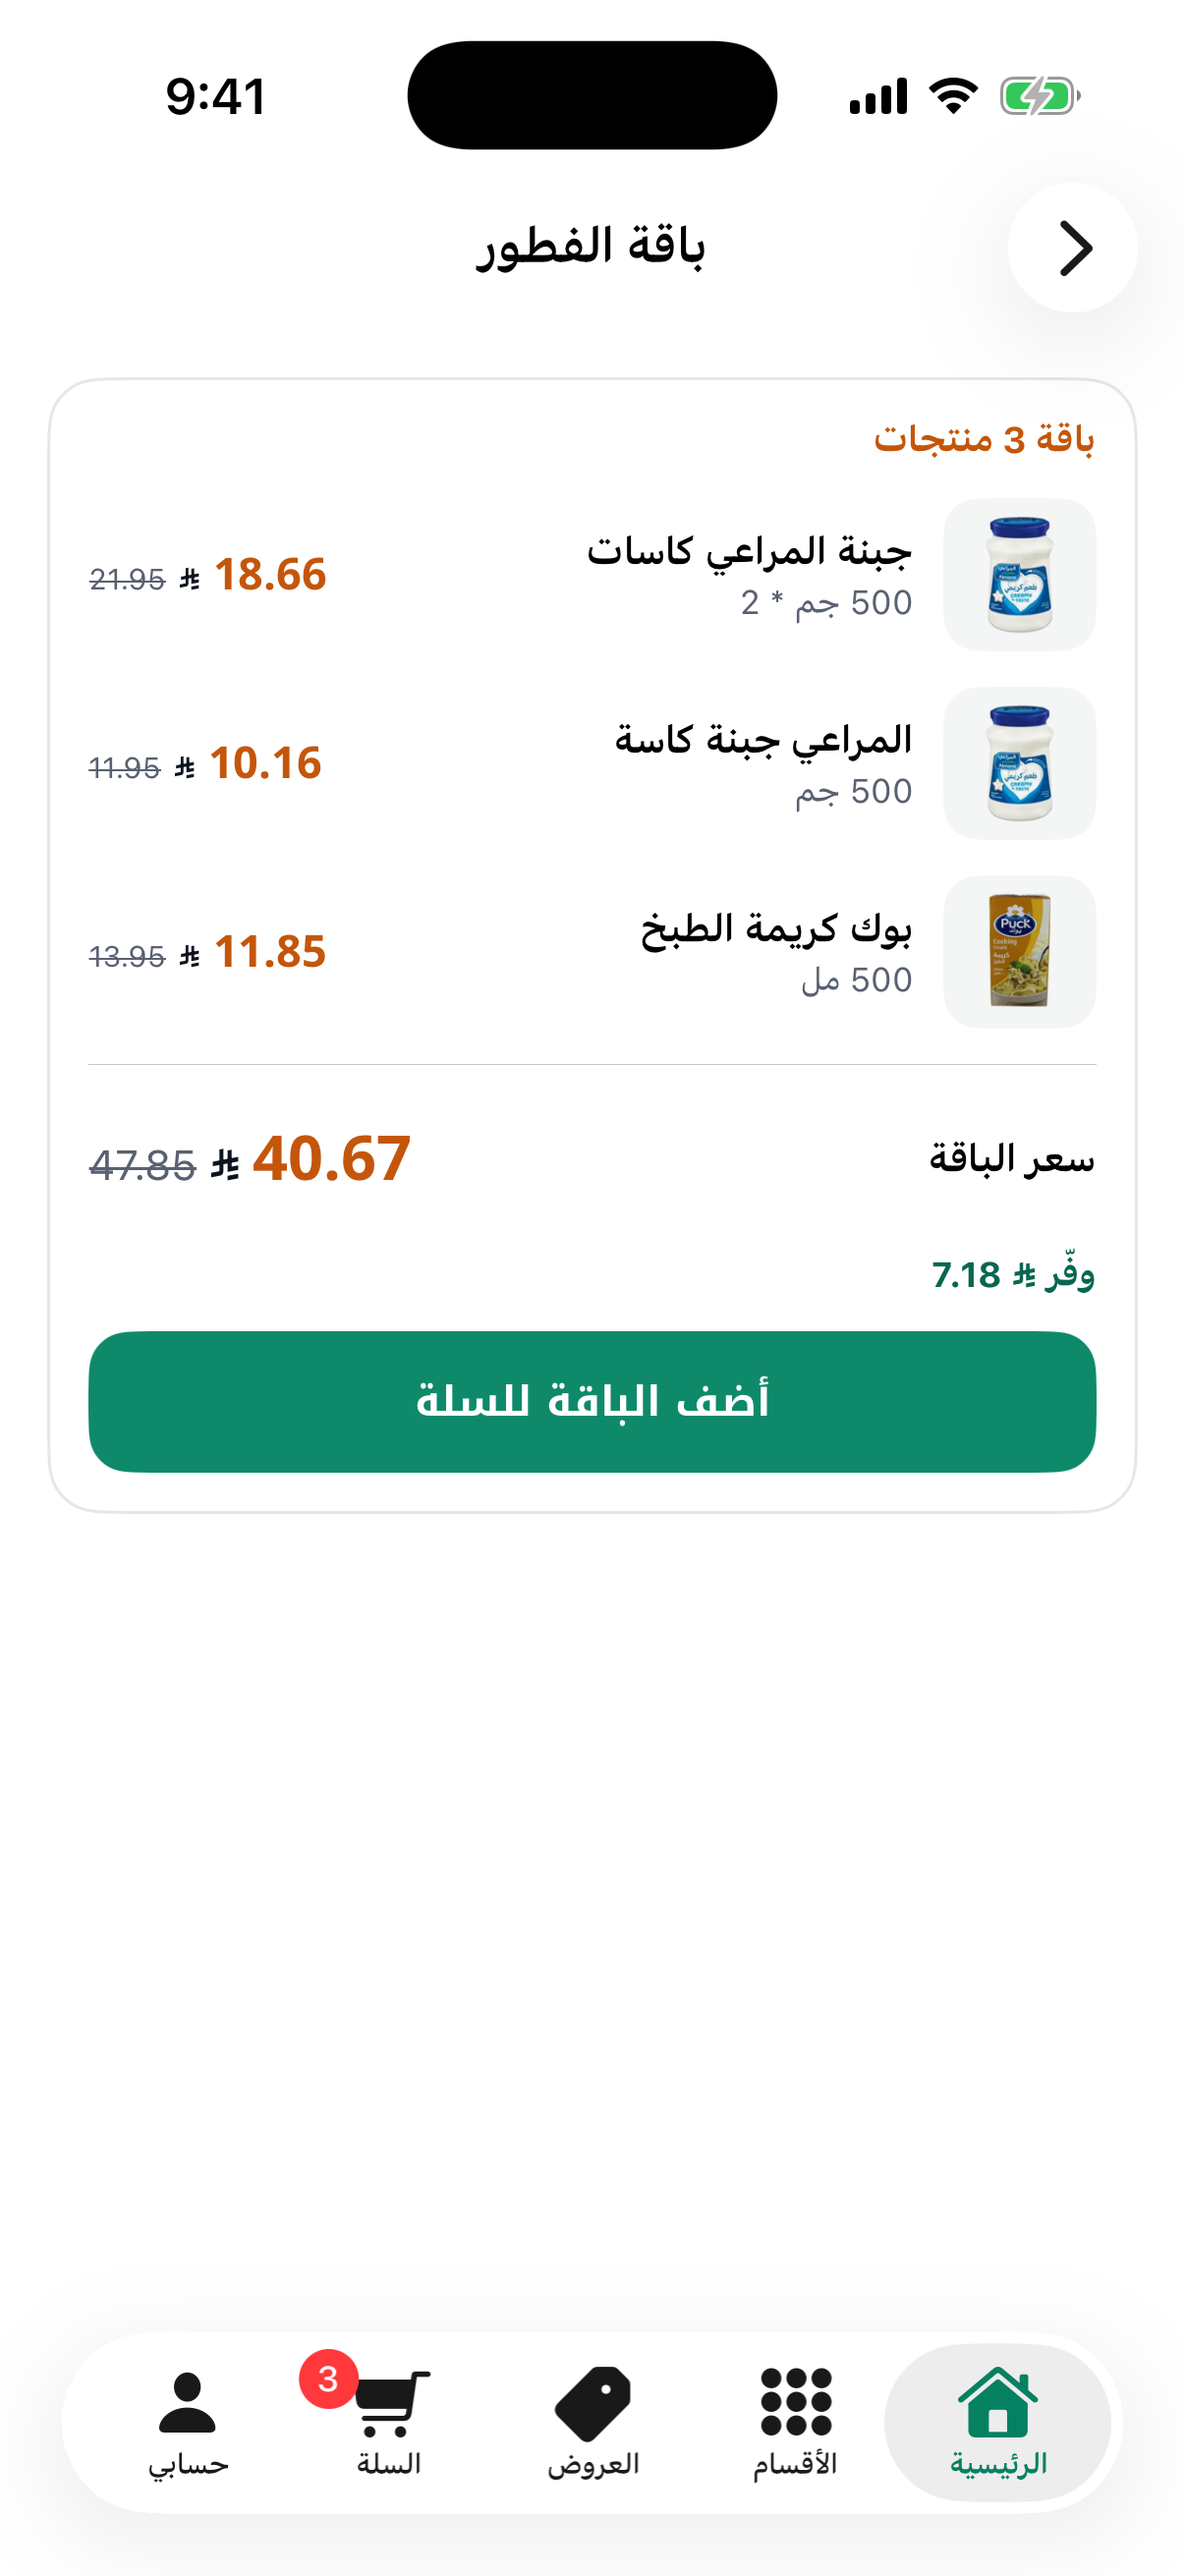 9:41
باقة الفطور
باقة 3 منتجات
جبنة المراعي كاسات
500 جم * 2
18.66 21.95
المراعي جبنة كاسة
500 جم
10.16 11.95
بوك كريمة الطبخ
500 مل
11.85 13.95
سعر الباقة
40.67 47.85
وفّر 7.18
أضف الباقة للسلة
الرئيسية
الأقسام
العروض
السلة
3
حسابي